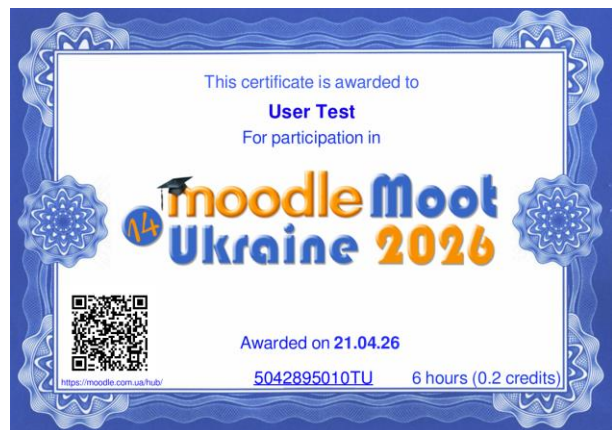 This certificate is awarded to
User Test
For participation in
moodle Moot
14 Ukraine 2026
Awarded on 21.04.26
https://moodle.com.ua/hub/
5042895010TU
6 hours (0.2 credits)